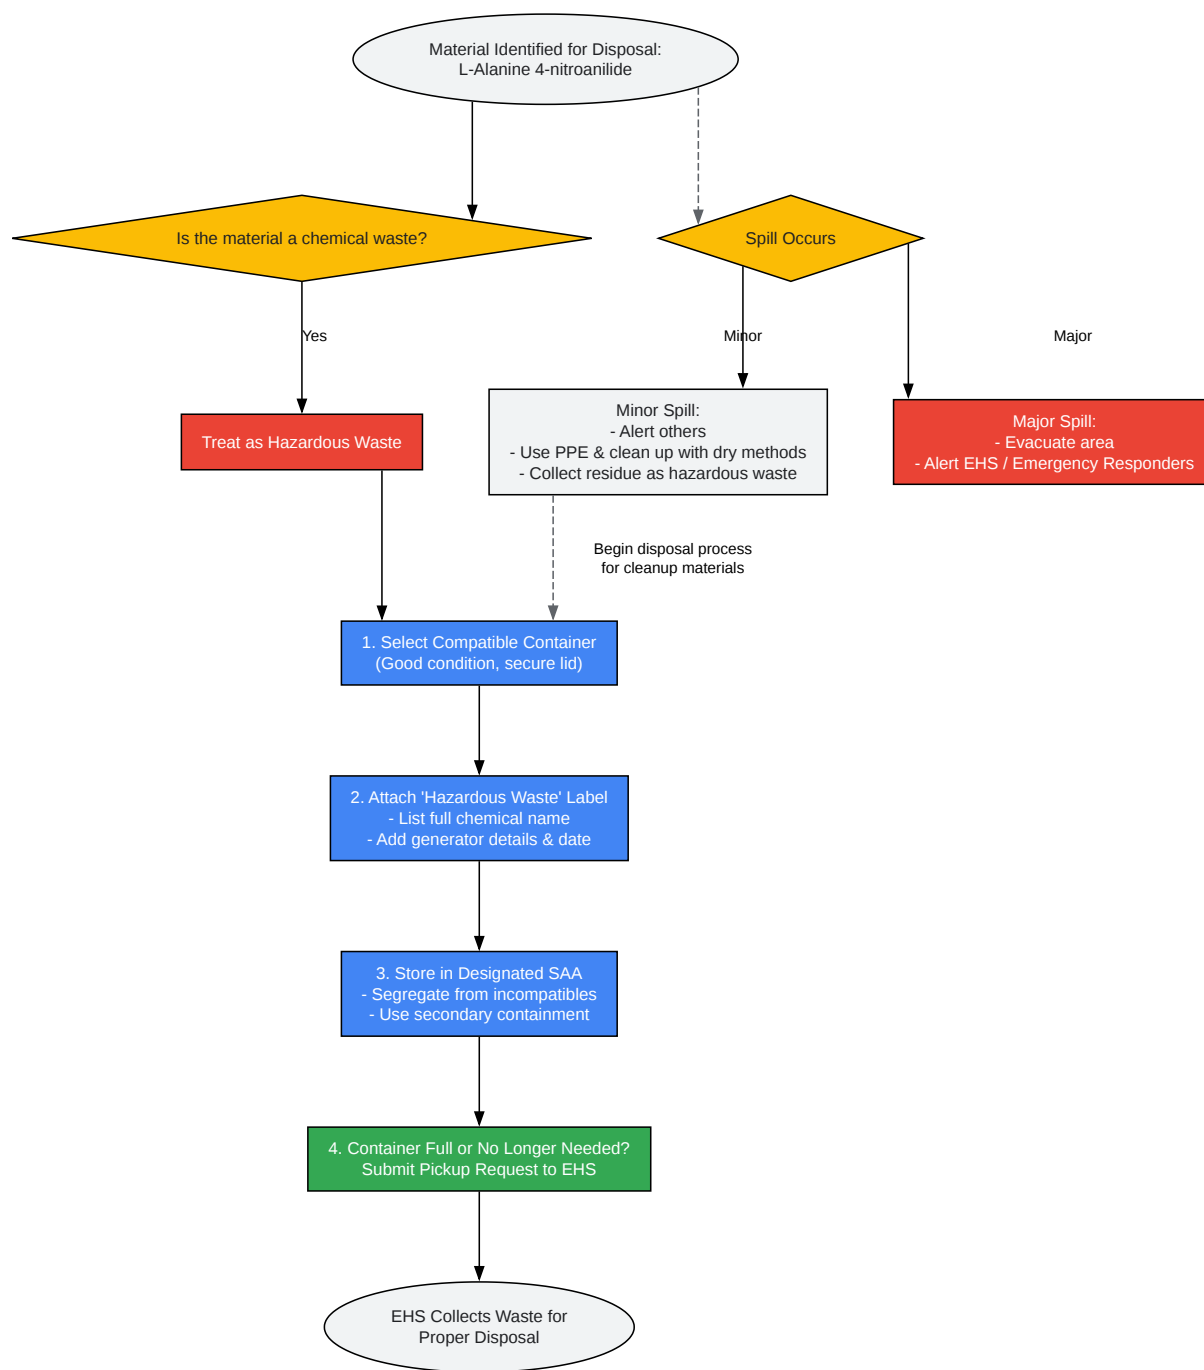 Material Identified for Disposal:
L-Alanine 4-nitroanilide
Is the material a chemical waste?
Spill Occurs
Yes
Minor
Major
Treat as Hazardous Waste
Minor Spill:
- Alert others
- Use PPE & clean up with dry methods
- Collect residue as hazardous waste
Major Spill:
- Evacuate area
- Alert EHS / Emergency Responders
Begin disposal process
for cleanup materials
1. Select Compatible Container
(Good condition, secure lid)
2. Attach 'Hazardous Waste' Label
- List full chemical name
- Add generator details & date
3. Store in Designated SAA
- Segregate from incompatibles
- Use secondary containment
4. Container Full or No Longer Needed?
Submit Pickup Request to EHS
EHS Collects Waste for
Proper Disposal